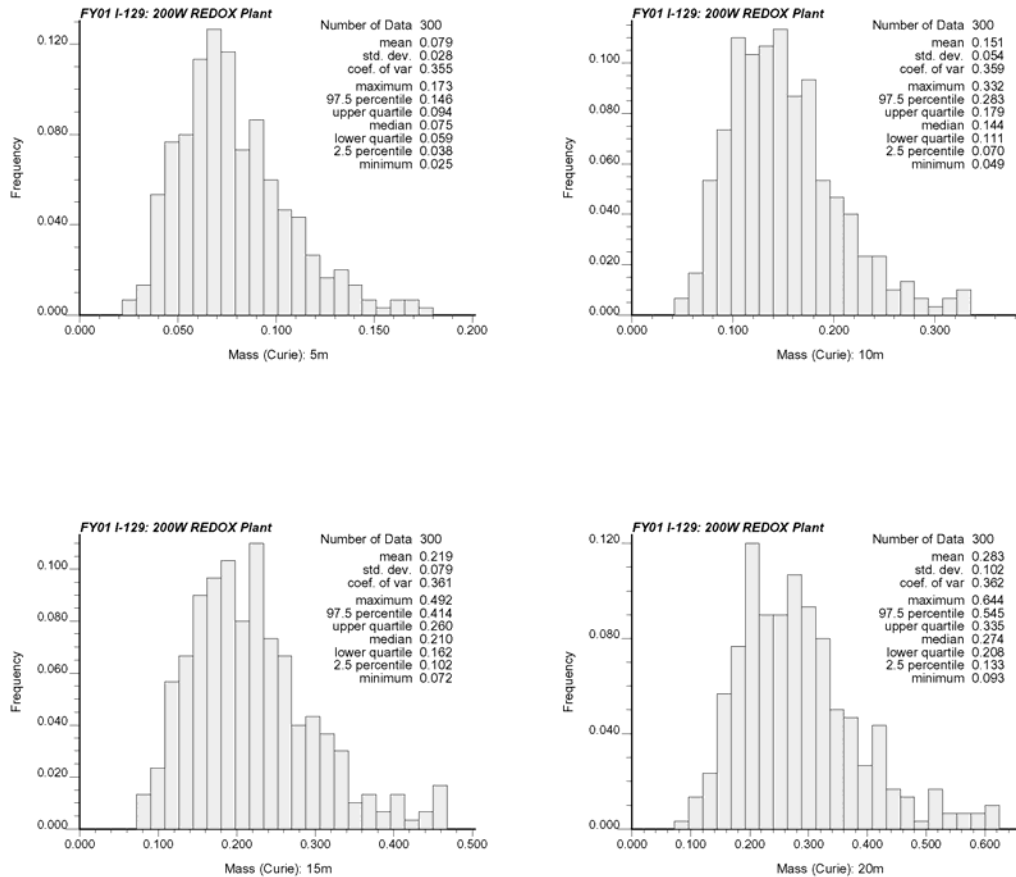 FY01 I-129: 200W REDOX Plant
Number of Data 300
mean 0.079
std. dev. 0.028
coef. of var 0.355
maximum 0.173
97.5 percentile 0.146
upper quartile 0.094
median 0.075
lower quartile 0.059
2.5 percentile 0.038
minimum 0.025
Frequency
0.120
0.080
0.040
0.000
0.000 0.050 0.100 0.150 0.200
Mass (Curie): 5m
FY01 I-129: 200W REDOX Plant
Number of Data 300
mean 0.151
std. dev. 0.054
coef. of var 0.359
maximum 0.332
97.5 percentile 0.283
upper quartile 0.179
median 0.144
lower quartile 0.111
2.5 percentile 0.070
minimum 0.049
Frequency
0.100
0.080
0.060
0.040
0.020
0.000
0.000 0.100 0.200 0.300
Mass (Curie): 10m
FY01 I-129: 200W REDOX Plant
Number of Data 300
mean 0.219
std. dev. 0.079
coef. of var 0.361
maximum 0.492
97.5 percentile 0.414
upper quartile 0.260
median 0.210
lower quartile 0.162
2.5 percentile 0.102
minimum 0.072
Frequency
0.100
0.080
0.060
0.040
0.020
0.000
0.000 0.100 0.200 0.300 0.400 0.500
Mass (Curie): 15m
FY01 I-129: 200W REDOX Plant
Number of Data 300
mean 0.283
std. dev. 0.102
coef. of var 0.362
maximum 0.644
97.5 percentile 0.545
upper quartile 0.335
median 0.274
lower quartile 0.208
2.5 percentile 0.133
minimum 0.093
Frequency
0.120
0.080
0.040
0.000
0.000 0.100 0.200 0.300 0.400 0.500 0.600
Mass (Curie): 20m